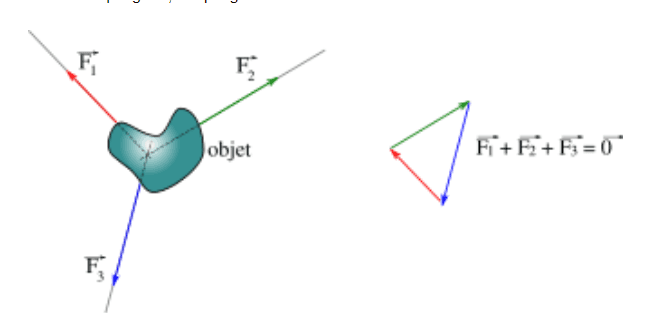 F₁
F₂
objet
F₁ + F₂ + F₃ = 0
F₃